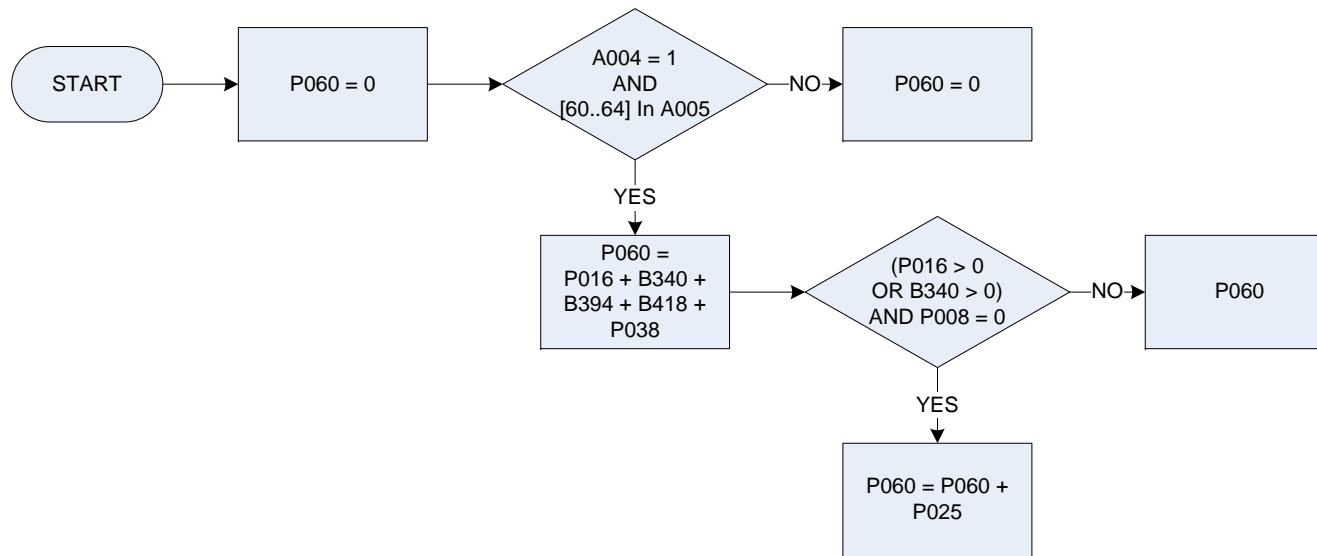 START
P060 = 0
A004 = 1
AND
[60..64] In A005
NO
P060 = 0
YES
P060 =
P016 + B340 +
B394 + B418 +
P038
(P016 > 0
OR B340 > 0)
AND P008 = 0
NO
P060
YES
P060 = P060 +
P025